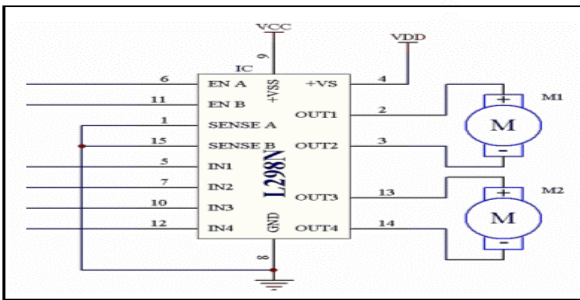 VCC
VDD
IC
9
6 EN A +VSS +VS 4
11 EN B OUT1 2
1 SENSE A
15 SENSE B OUT2 3
5 IN1
7 IN2 L298N
10 IN3 OUT3 13
12 IN4 GND OUT4 14
8
+ M1
M
-
+ M2
M
-